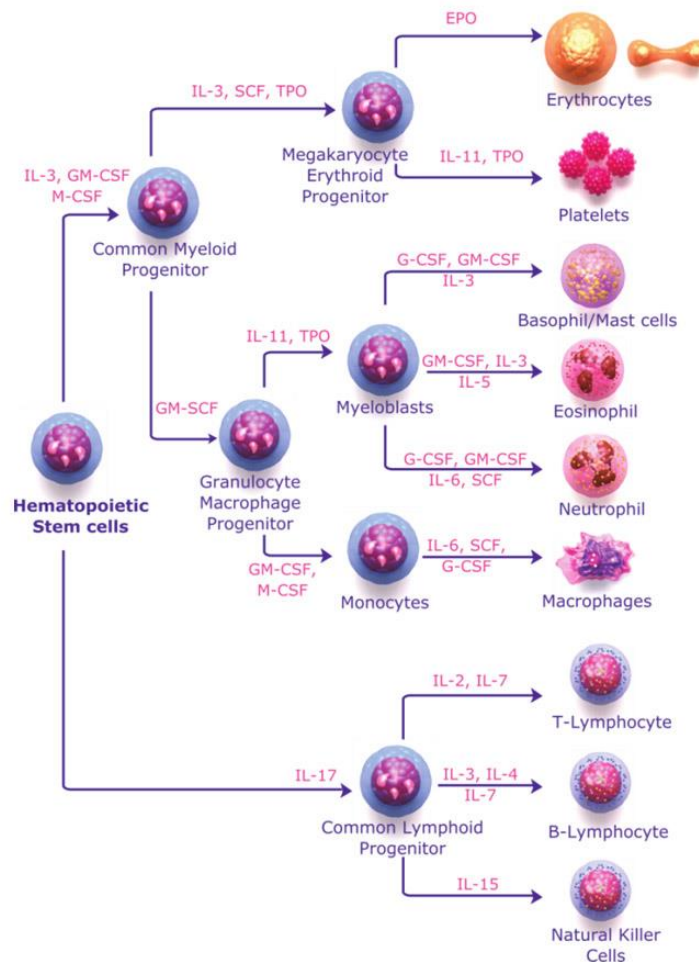 EPO
Erythrocytes
IL-3, SCF, TPO
Megakaryocyte
Erythroid
Progenitor
IL-11, TPO
Platelets
IL-3, GM-CSF
M-CSF
Common Myeloid
Progenitor
G-CSF, GM-CSF
IL-3
Basophil/Mast cells
IL-11, TPO
Myeloblasts
GM-CSF, IL-3
IL-5
Eosinophil
GM-SCF
Granulocyte
Macrophage
Progenitor
G-CSF, GM-CSF
IL-6, SCF
Neutrophil
Hematopoietic
Stem cells
GM-CSF,
M-CSF
Monocytes
IL-6, SCF,
G-CSF
Macrophages
IL-2, IL-7
T-Lymphocyte
IL-17
Common Lymphoid
Progenitor
IL-3, IL-4
IL-7
B-Lymphocyte
IL-15
Natural Killer
Cells